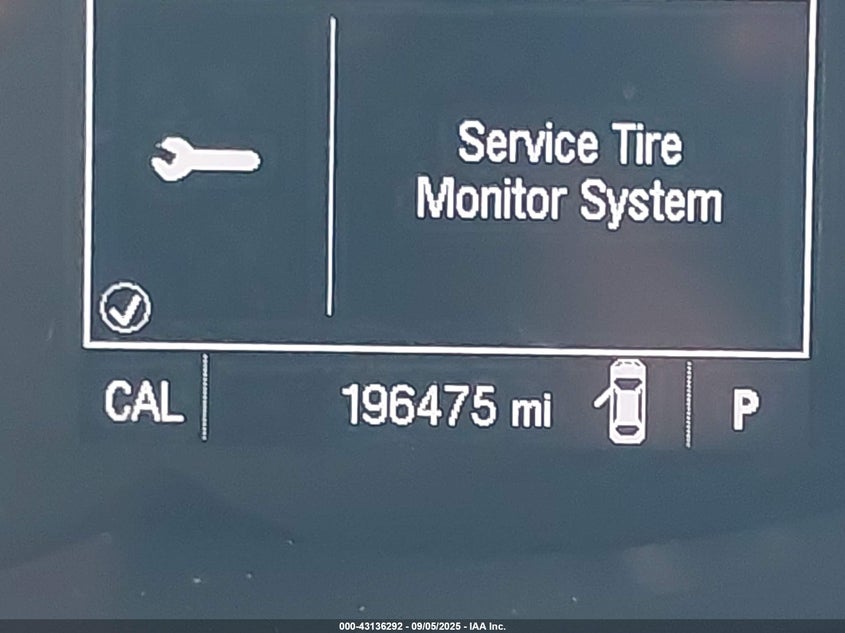 Service Tire
Monitor System
CAL 196475 mi P
000-43136292 - 09/05/2025 - IAA Inc.